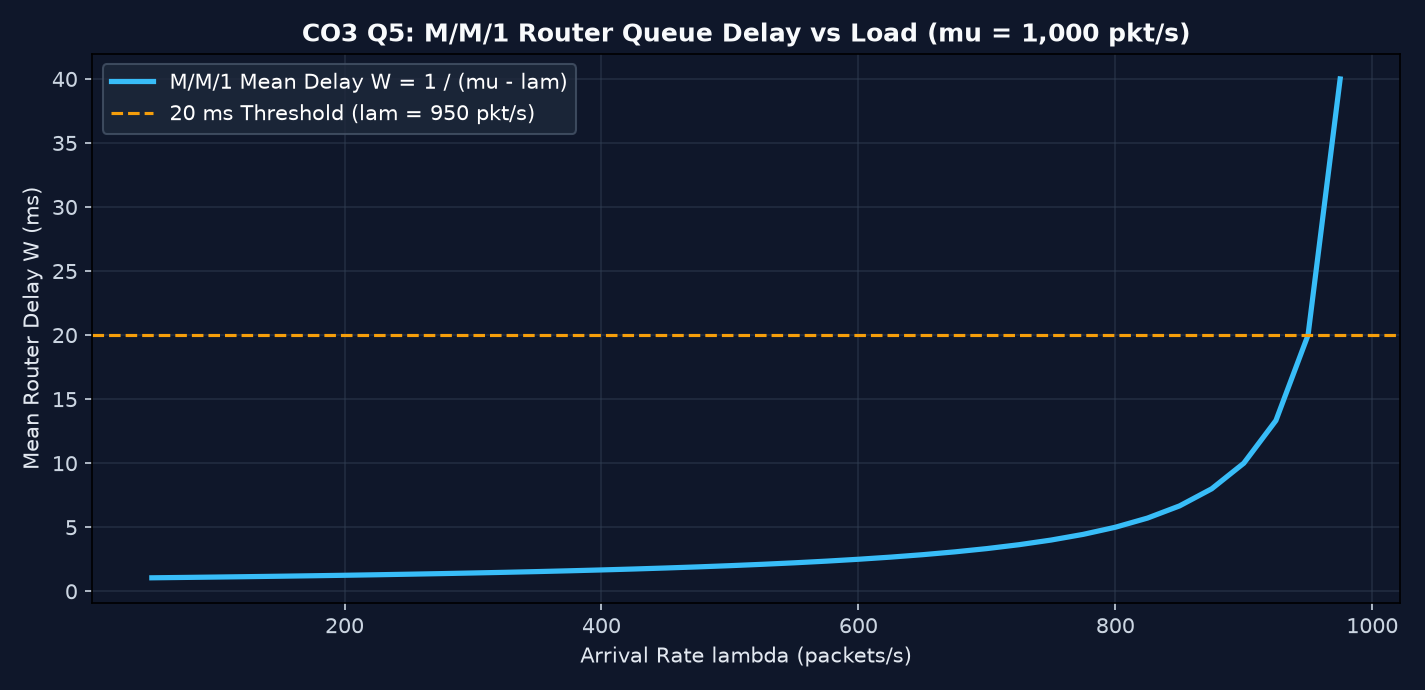 CO3 Q5: M/M/1 Router Queue Delay vs Load (mu = 1,000 pkt/s)
M/M/1 Mean Delay W = 1 / (mu - lam)
20 ms Threshold (lam = 950 pkt/s)
Mean Router Delay W (ms)
40
35
30
25
20
15
10
5
0
200 400 600 800 1000
Arrival Rate lambda (packets/s)